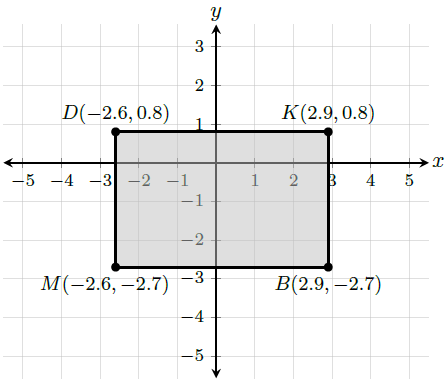 y
3
2
D(−2.6, 0.8) K(2.9, 0.8)
1
x
−5 −4 −3 −2 −1 1 2 3 4 5
−1
−2
−3
M(−2.6, −2.7) B(2.9, −2.7)
−4
−5